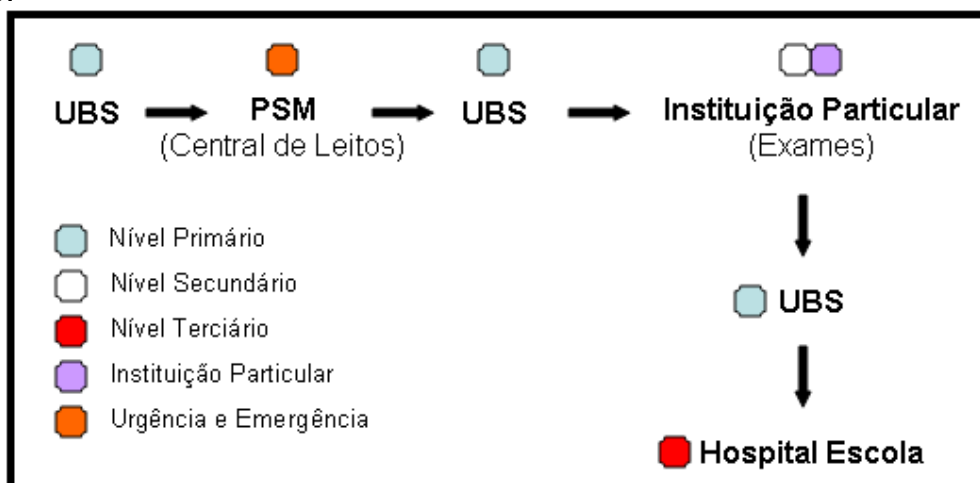 UBS PSM UBS Instituição Particular
(Central de Leitos) (Exames)
UBS
Hospital Escola
Nível Primário
Nível Secundário
Nível Terciário
Instituição Particular
Urgência e Emergência